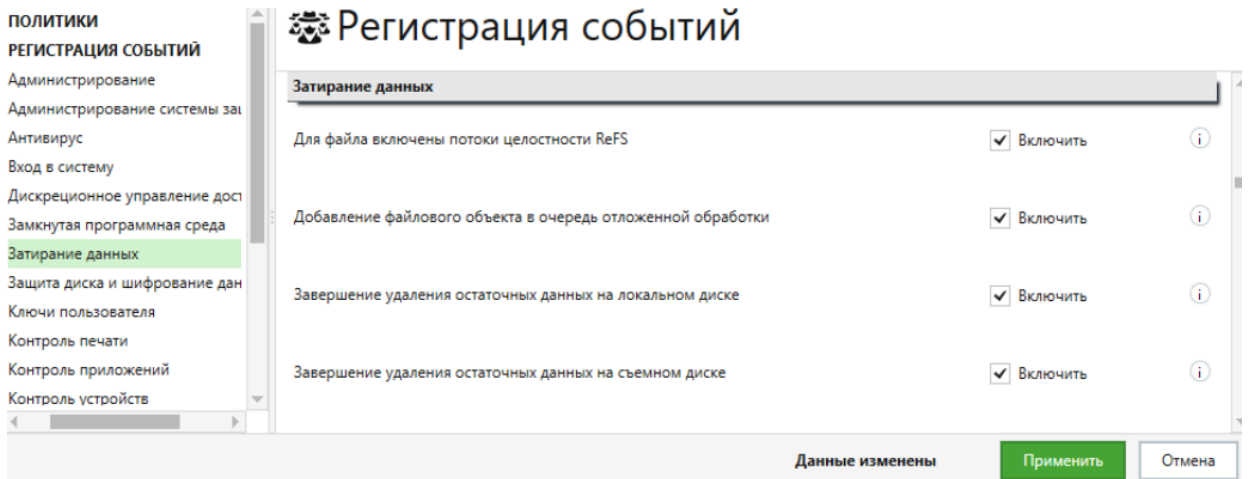 ПОЛИТИКИ
РЕГИСТРАЦИЯ СОБЫТИЙ
Администрирование
Администрирование системы защ
Антивирус
Вход в систему
Дискреционное управление дост
Замкнутая программная среда
Затирание данных
Защита диска и шифрование дан
Ключи пользователя
Контроль печати
Контроль приложений
Контроль устройств
Регистрация событий
Затирание данных
Для файла включены потоки целостности ReFS Включить
Добавление файлового объекта в очередь отложенной обработки Включить
Завершение удаления остаточных данных на локальном диске Включить
Завершение удаления остаточных данных на съемном диске Включить
Данные изменены Применить Отмена